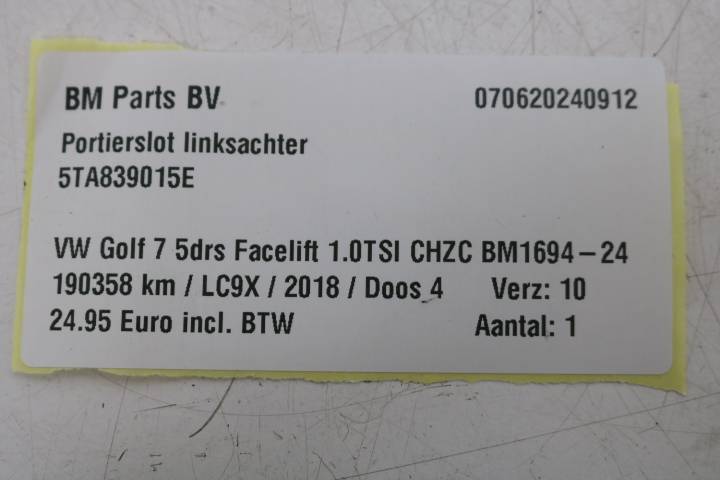 BM Parts BV 070620240912
Portierslot linksachter
5TA839015E
VW Golf 7 5drs Facelift 1.0TSI CHZC BM1694-24
190358 km / LC9X / 2018 / Doos 4 Verz: 10
24.95 Euro incl. BTW Aantal: 1